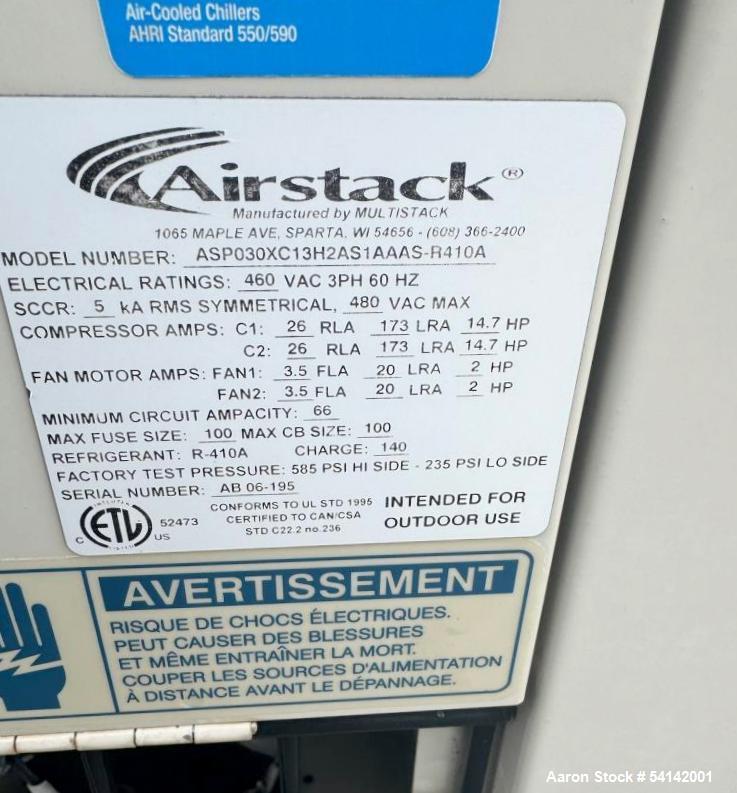 Air-Cooled Chillers
AHRI Standard 550/590
Airstack®
Manufactured by MULTISTACK
1065 MAPLE AVE, SPARTA, WI 54656 - (608) 366-2400
MODEL NUMBER: ASP030XC13H2AS1AAAS-R410A
ELECTRICAL RATINGS: 460 VAC 3PH 60 HZ
SCCR: 5 kA RMS SYMMETRICAL, 480 VAC MAX
COMPRESSOR AMPS: C1: 26 RLA 173 LRA 14.7 HP
C2: 26 RLA 173 LRA 14.7 HP
FAN MOTOR AMPS: FAN1: 3.5 FLA 20 LRA 2 HP
FAN2: 3.5 FLA 20 LRA 2 HP
MINIMUM CIRCUIT AMPACITY: 66
MAX FUSE SIZE: 100 MAX CB SIZE: 100
REFRIGERANT: R-410A CHARGE: 140
FACTORY TEST PRESSURE: 585 PSI HI SIDE - 235 PSI LO SIDE
SERIAL NUMBER: AB 06-195
C ETL US
52473
CONFORMS TO UL STD 1995
CERTIFIED TO CAN/CSA
STD C22.2 no.236
INTENDED FOR
OUTDOOR USE
AVERTISSEMENT
RISQUE DE CHOCS ÉLECTRIQUES.
PEUT CAUSER DES BLESSURES
ET MÊME ENTRAÎNER LA MORT.
COUPER LES SOURCES D'ALIMENTATION
À DISTANCE AVANT LE DÉPANNAGE.
Aaron Stock # 54142001